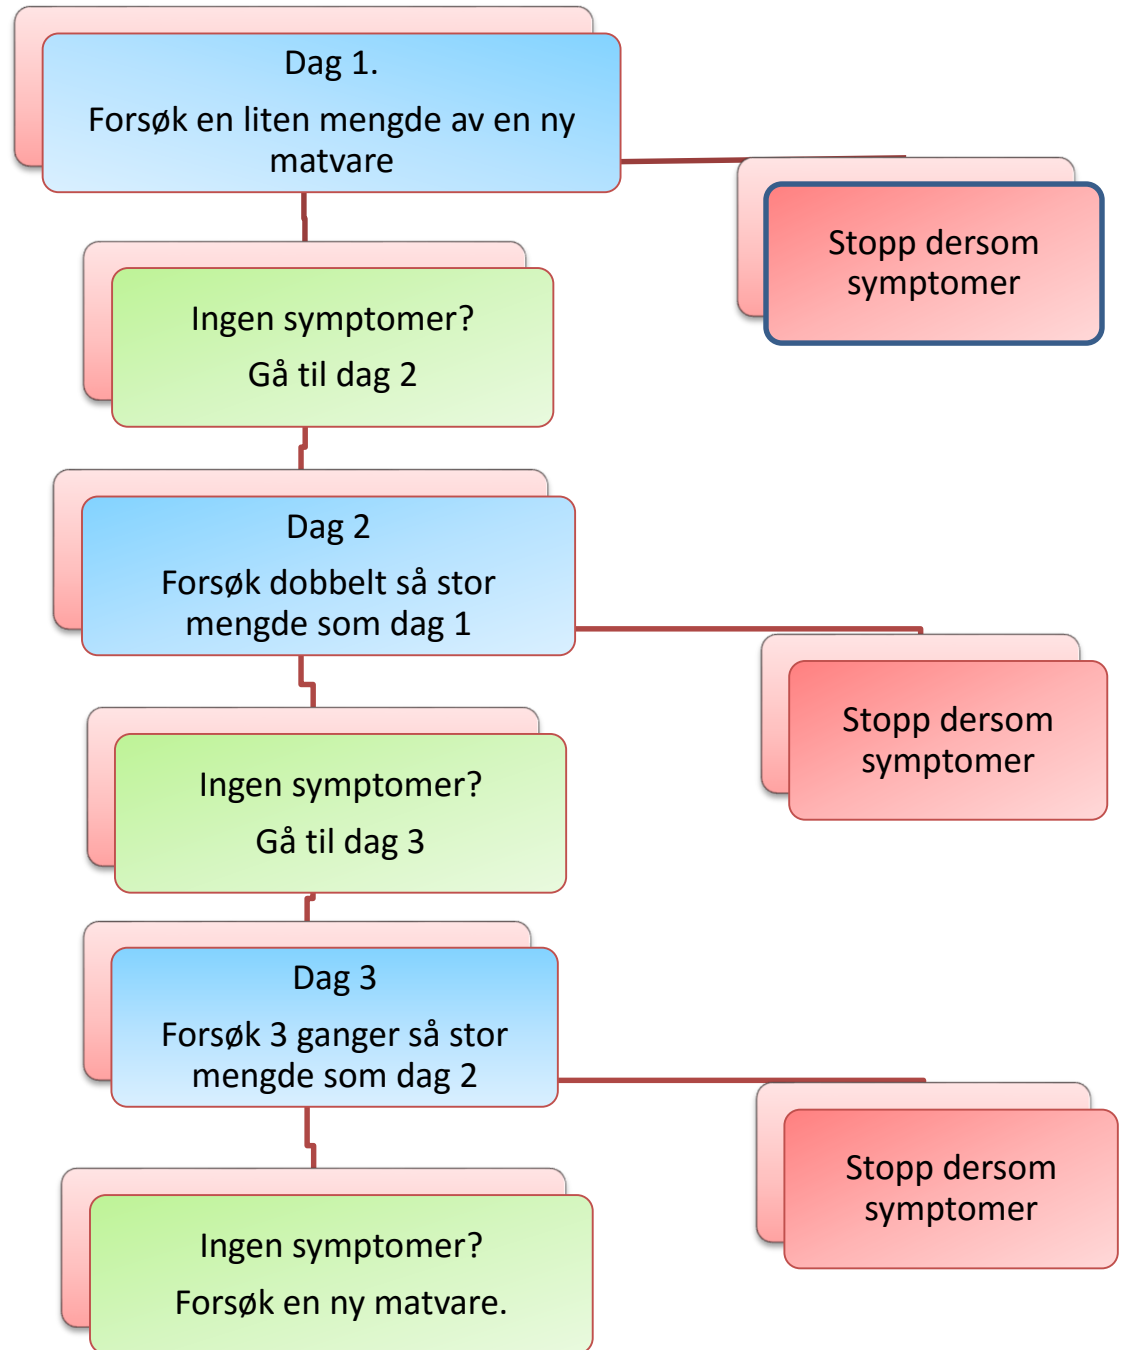 Dag 1.
Forsøk en liten mengde av en ny
matvare
Stopp dersom
symptomer
Ingen symptomer?
Gå til dag 2
Dag 2
Forsøk dobbelt så stor
mengde som dag 1
Stopp dersom
symptomer
Ingen symptomer?
Gå til dag 3
Dag 3
Forsøk 3 ganger så stor
mengde som dag 2
Stopp dersom
symptomer
Ingen symptomer?
Forsøk en ny matvare.